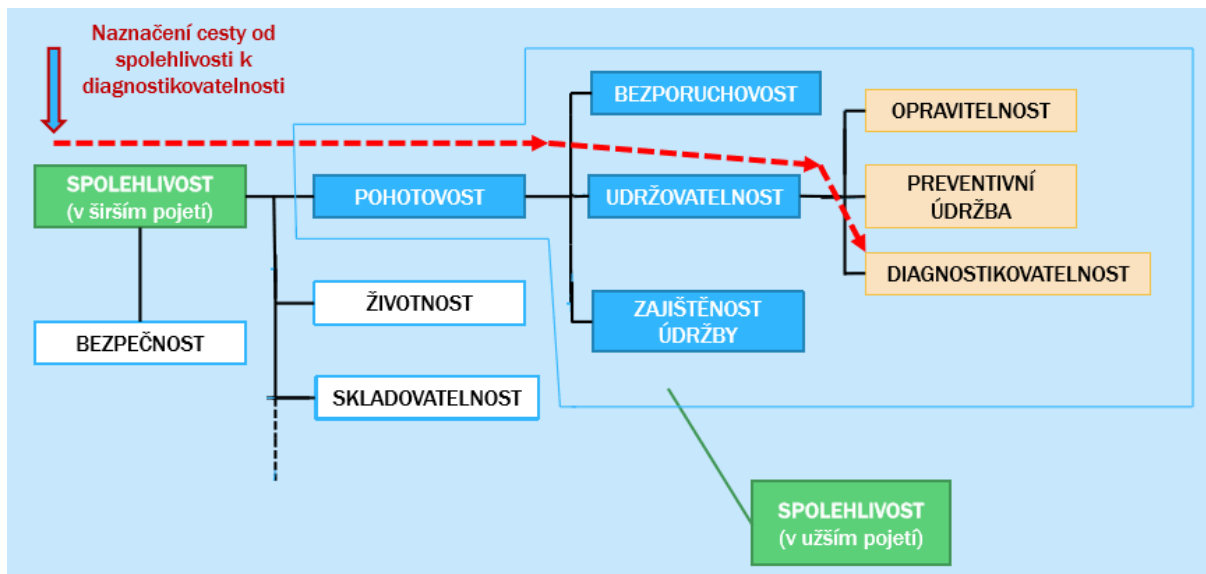 Naznačení cesty od
spolehlivosti k
diagnostikovatelnosti
BEZPORUCHOVOST
OPRAVITELNOST
SPOLEHLIVOST
(v širším pojetí)
POHOTOVOST
UDRŽOVATELNOST
PREVENTIVNÍ
ÚDRŽBA
DIAGNOSTIKOVATELNOST
ŽIVOTNOST
ZAJIŠTĚNOST
ÚDRŽBY
BEZPEČNOST
SKLADOVATELNOST
SPOLEHLIVOST
(v užším pojetí)